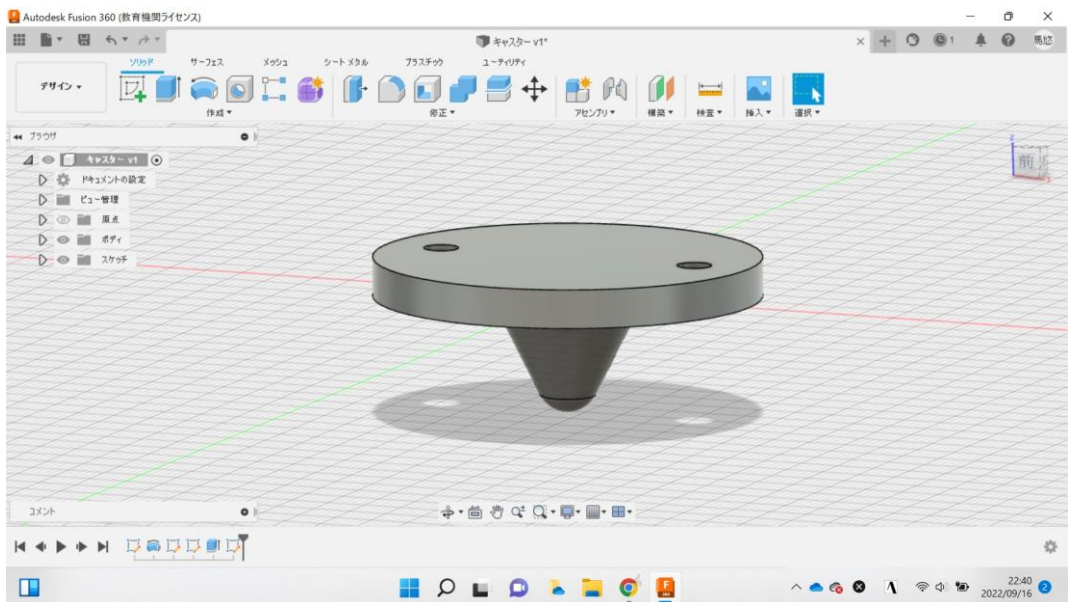 Autodesk Fusion 360 (教育機関ライセンス)
キャスター v1*
1
馬悠
ソリッド サーフェス メッシュ シート メタル プラスチック ユーティリティ
デザイン
作成 修正 アセンブリ 構築 検査 挿入 選択
ブラウザ
キャスター v1
ドキュメントの設定
ビュー管理
原点
ボディ
スケッチ
Z
前
X
コメント
22:40
2022/09/16
2